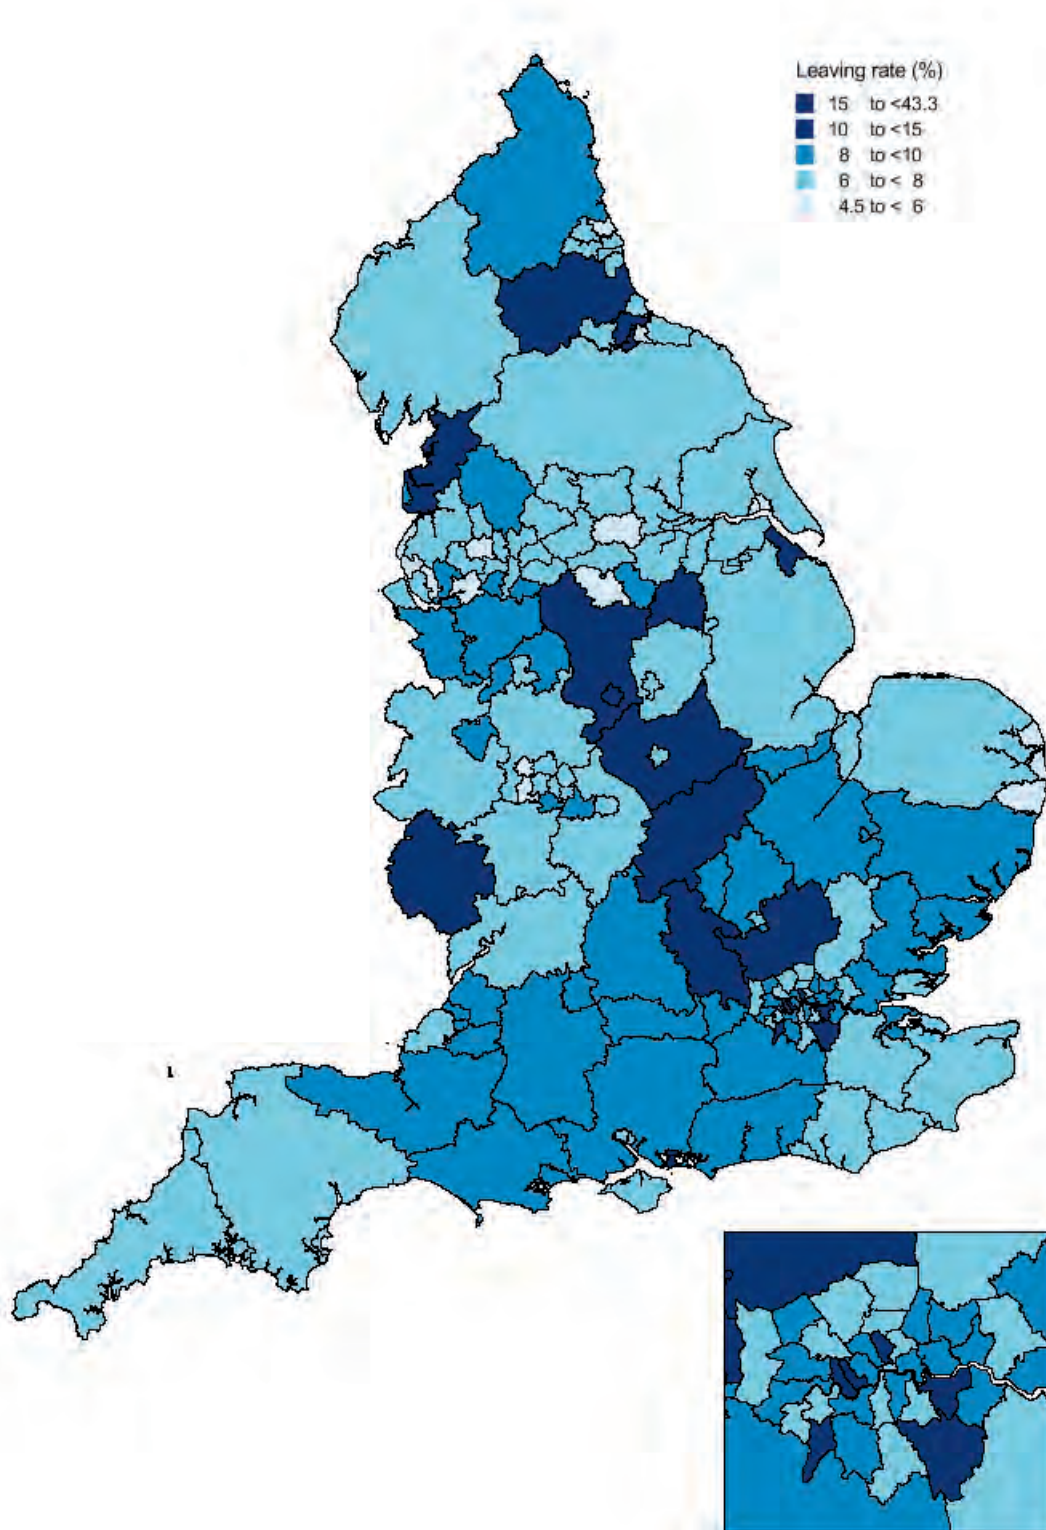 Leaving rate (%)
15 to <43.3
10 to <15
8 to <10
6 to < 8
4.5 to < 6